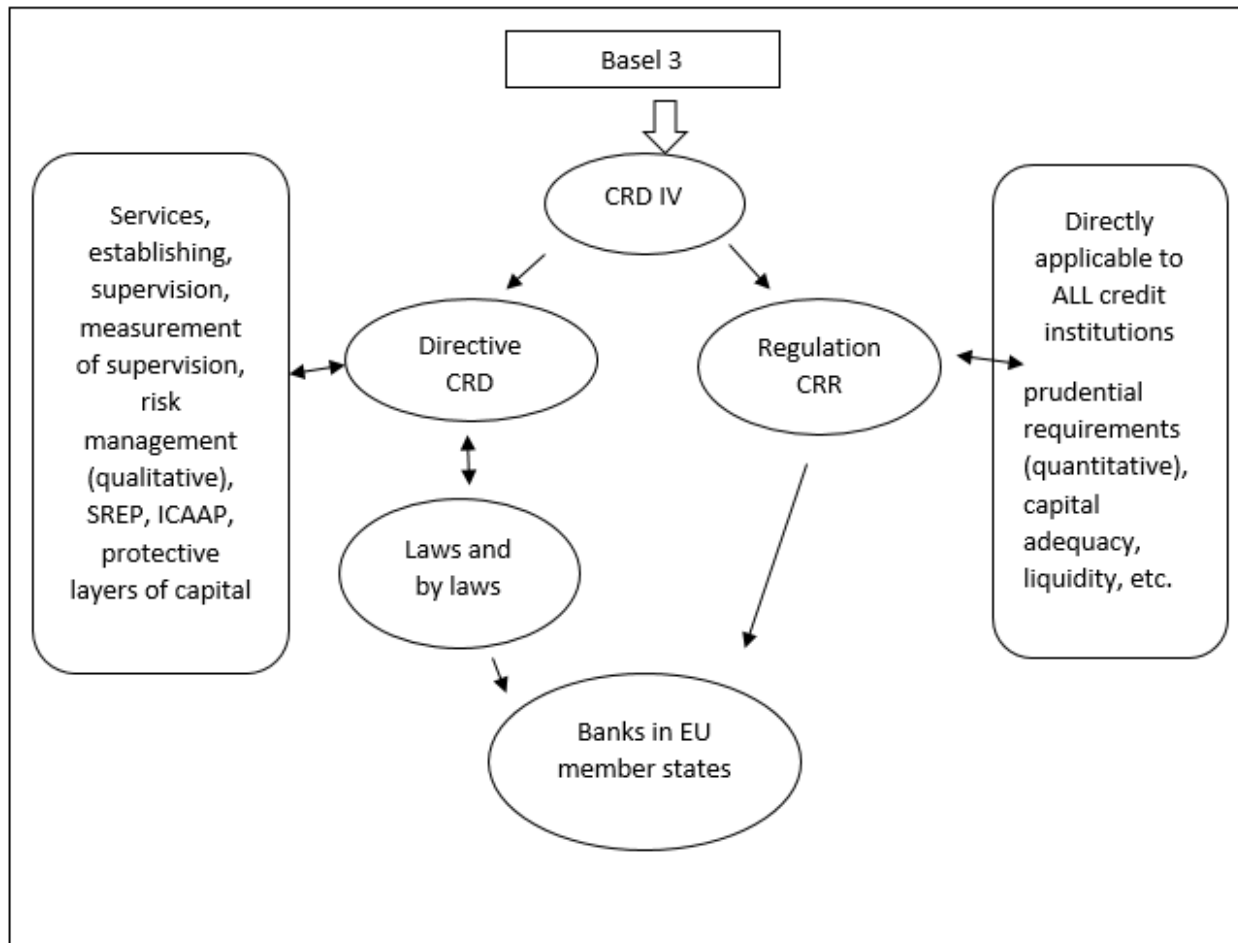 Basel 3
CRD IV
Services,
establishing,
supervision,
measurement
of supervision,
risk
management
(qualitative),
SREP, ICAAP,
protective
layers of capital
Directive
CRD
Regulation
CRR
Directly
applicable to
ALL credit
institutions
prudential
requirements
(quantitative),
capital
adequacy,
liquidity, etc.
Laws and
by laws
Banks in EU
member states